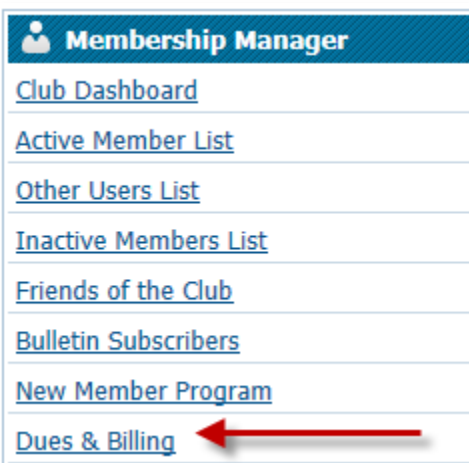 Membership Manager
Club Dashboard
Active Member List
Other Users List
Inactive Members List
Friends of the Club
Bulletin Subscribers
New Member Program
Dues & Billing